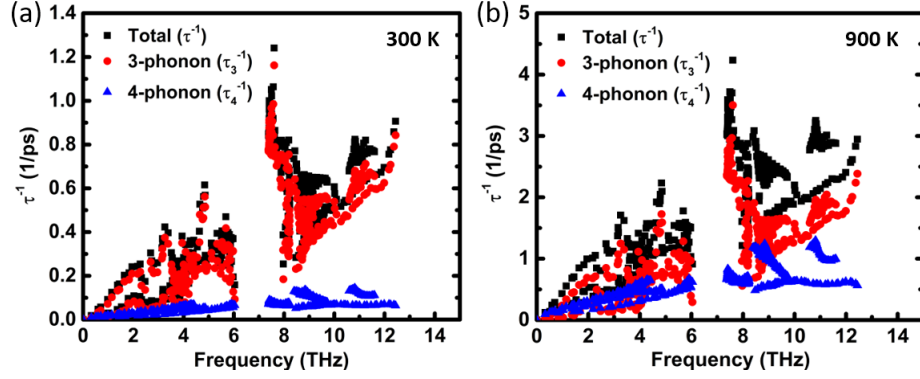 (a)
300 K
Total (τ⁻¹)
3-phonon (τ₃⁻¹)
4-phonon (τ₄⁻¹)
τ⁻¹ (1/ps)
1.4
1.2
1.0
0.8
0.6
0.4
0.2
0.0
0 2 4 6 8 10 12 14
Frequency (THz)
(b)
900 K
Total (τ⁻¹)
3-phonon (τ₃⁻¹)
4-phonon (τ₄⁻¹)
τ⁻¹ (1/ps)
5
4
3
2
1
0
0 2 4 6 8 10 12 14
Frequency (THz)